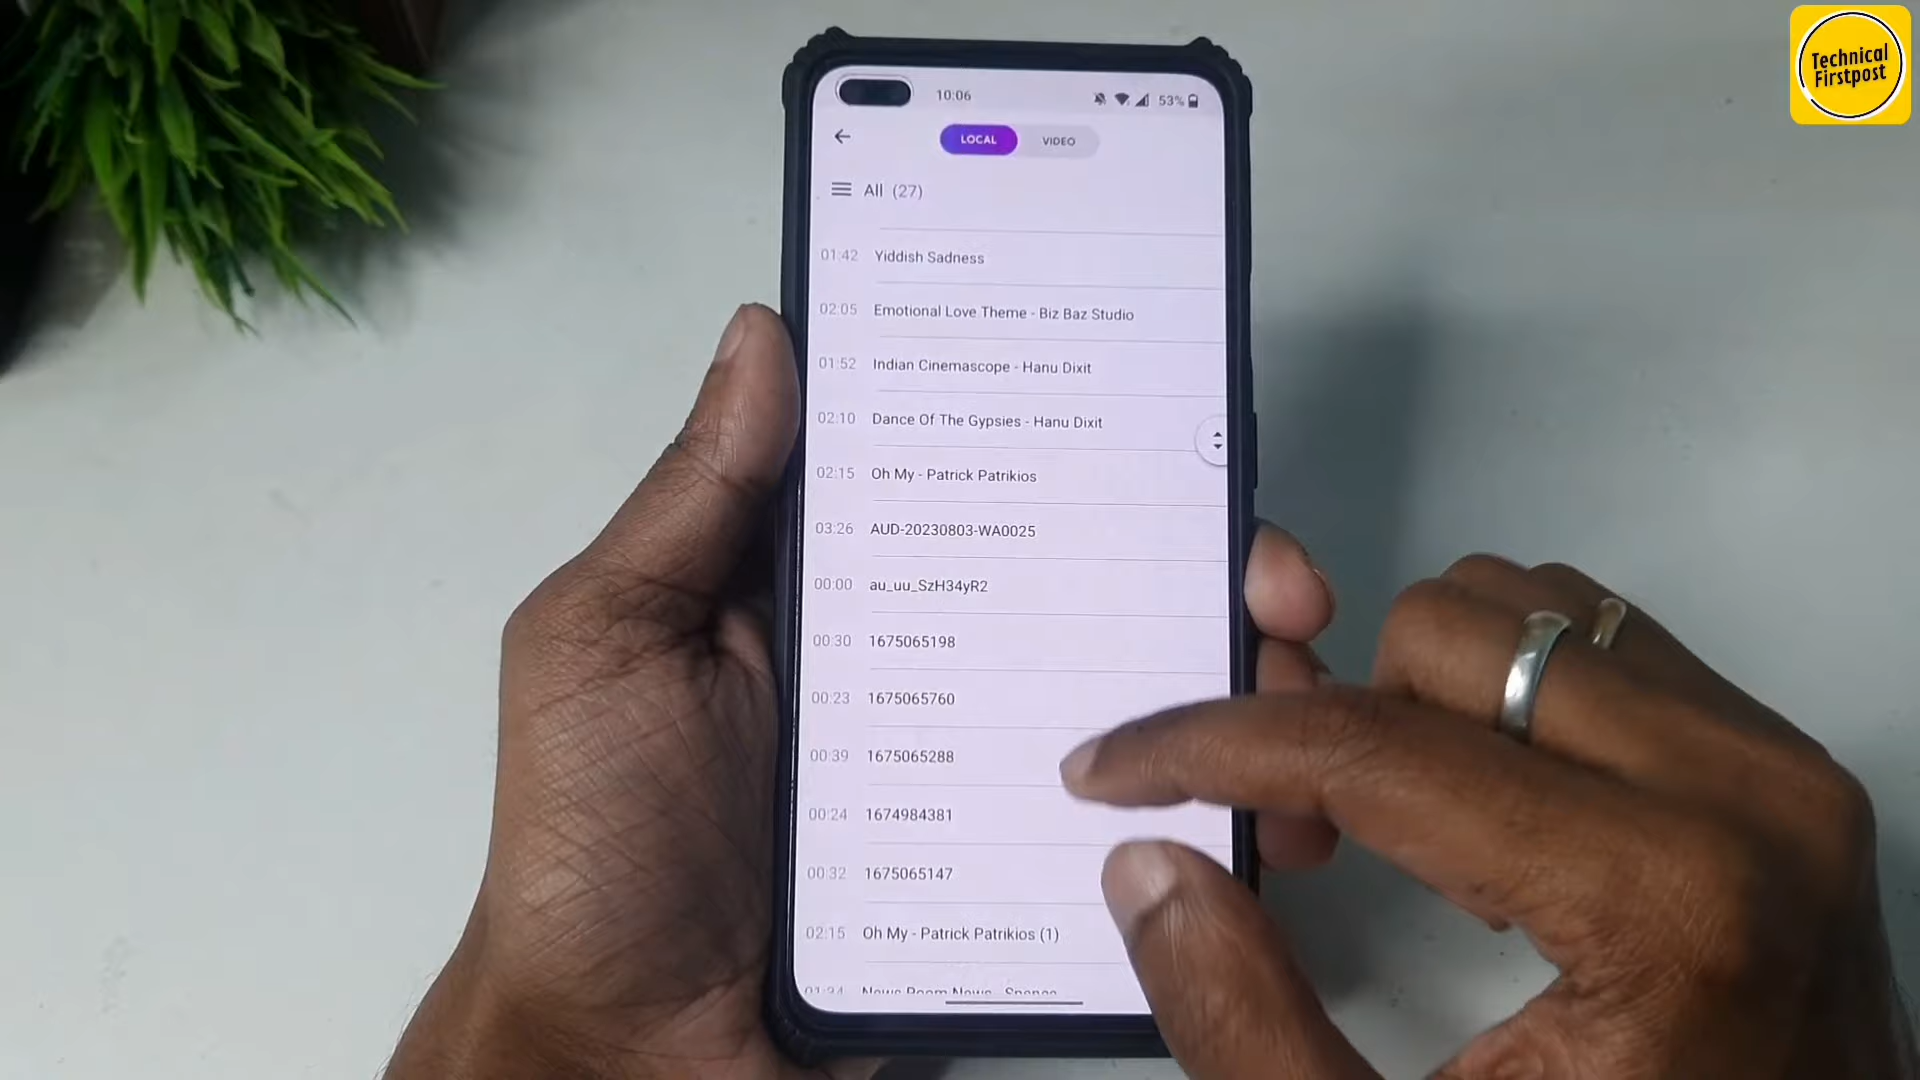 Technical
Firstpost
10:06
53%
LOCAL
VIDEO
All (27)
01:42 Yiddish Sadness
02:05 Emotional Love Theme - Biz Baz Studio
01:52 Indian Cinemascope - Hanu Dixit
02:10 Dance Of The Gypsies - Hanu Dixit
02:15 Oh My - Patrick Patrikios
03:26 AUD-20230803-WA0025
00:00 au_uu_SzH34yR2
00:30 1675065198
00:23 1675065760
00:39 1675065288
00:24 1674984381
00:32 1675065147
02:15 Oh My - Patrick Patrikios (1)
News Room News